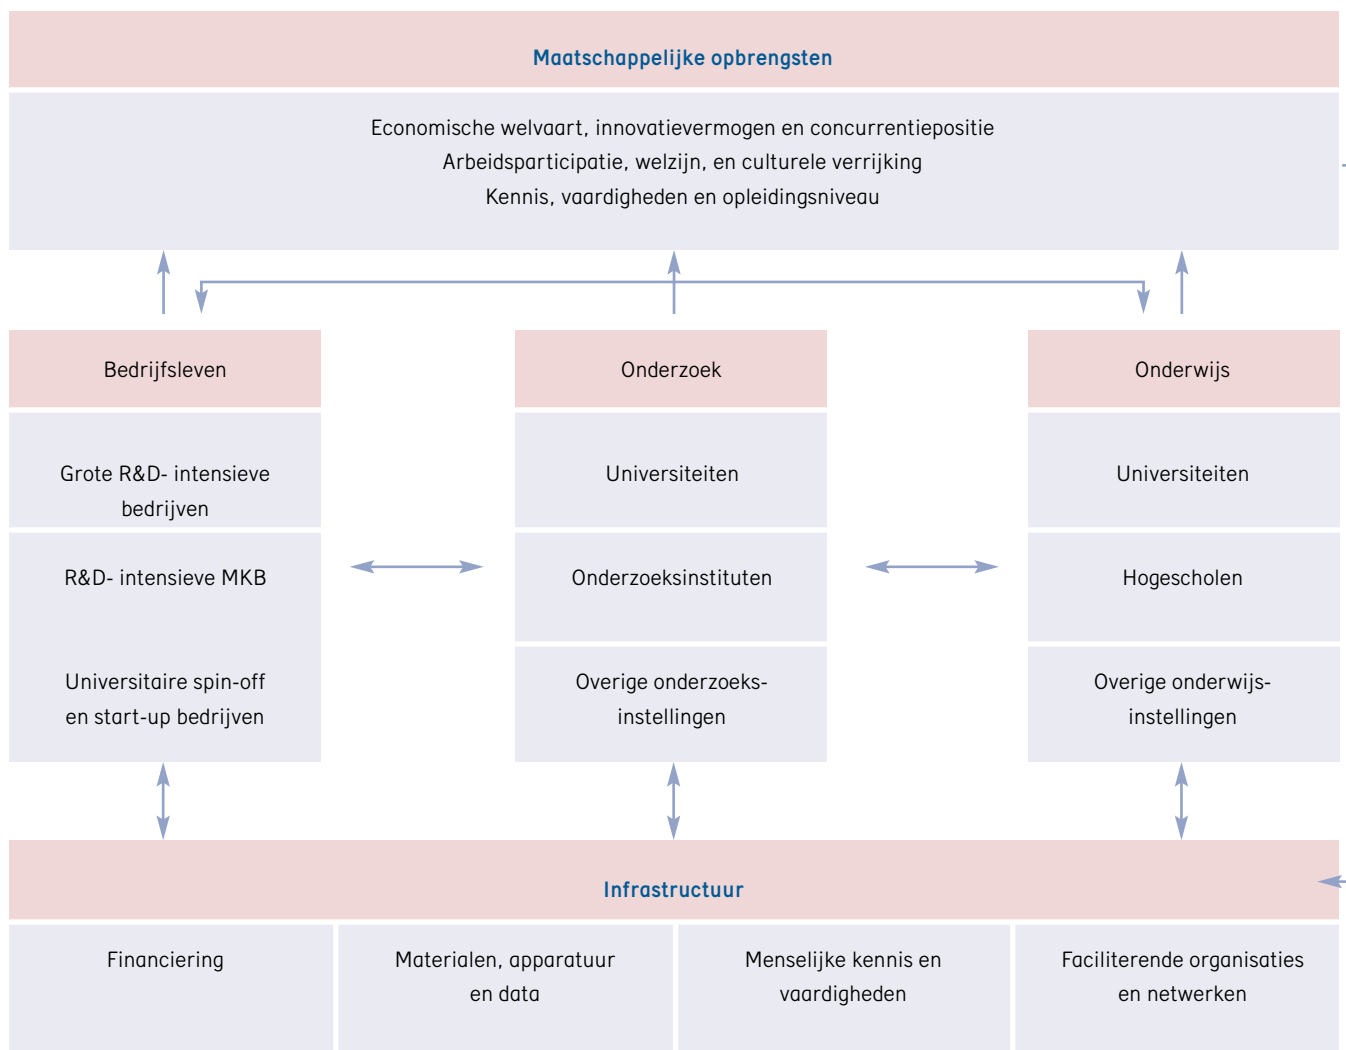 Maatschappelijke opbrengsten
Economische welvaart, innovatievermogen en concurrentiepositie
Arbeidsparticipatie, welzijn, en culturele verrijking
Kennis, vaardigheden en opleidingsniveau
Bedrijfsleven
Grote R&D- intensieve
bedrijven
R&D- intensieve MKB
Universitaire spin-off
en start-up bedrijven
Onderzoek
Universiteiten
Onderzoeksinstituten
Overige onderzoeks-
instellingen
Onderwijs
Universiteiten
Hogescholen
Overige onderwijs-
instellingen
Infrastructuur
Financiering
Materialen, apparatuur
en data
Menselijke kennis en
vaardigheden
Faciliterende organisaties
en netwerken